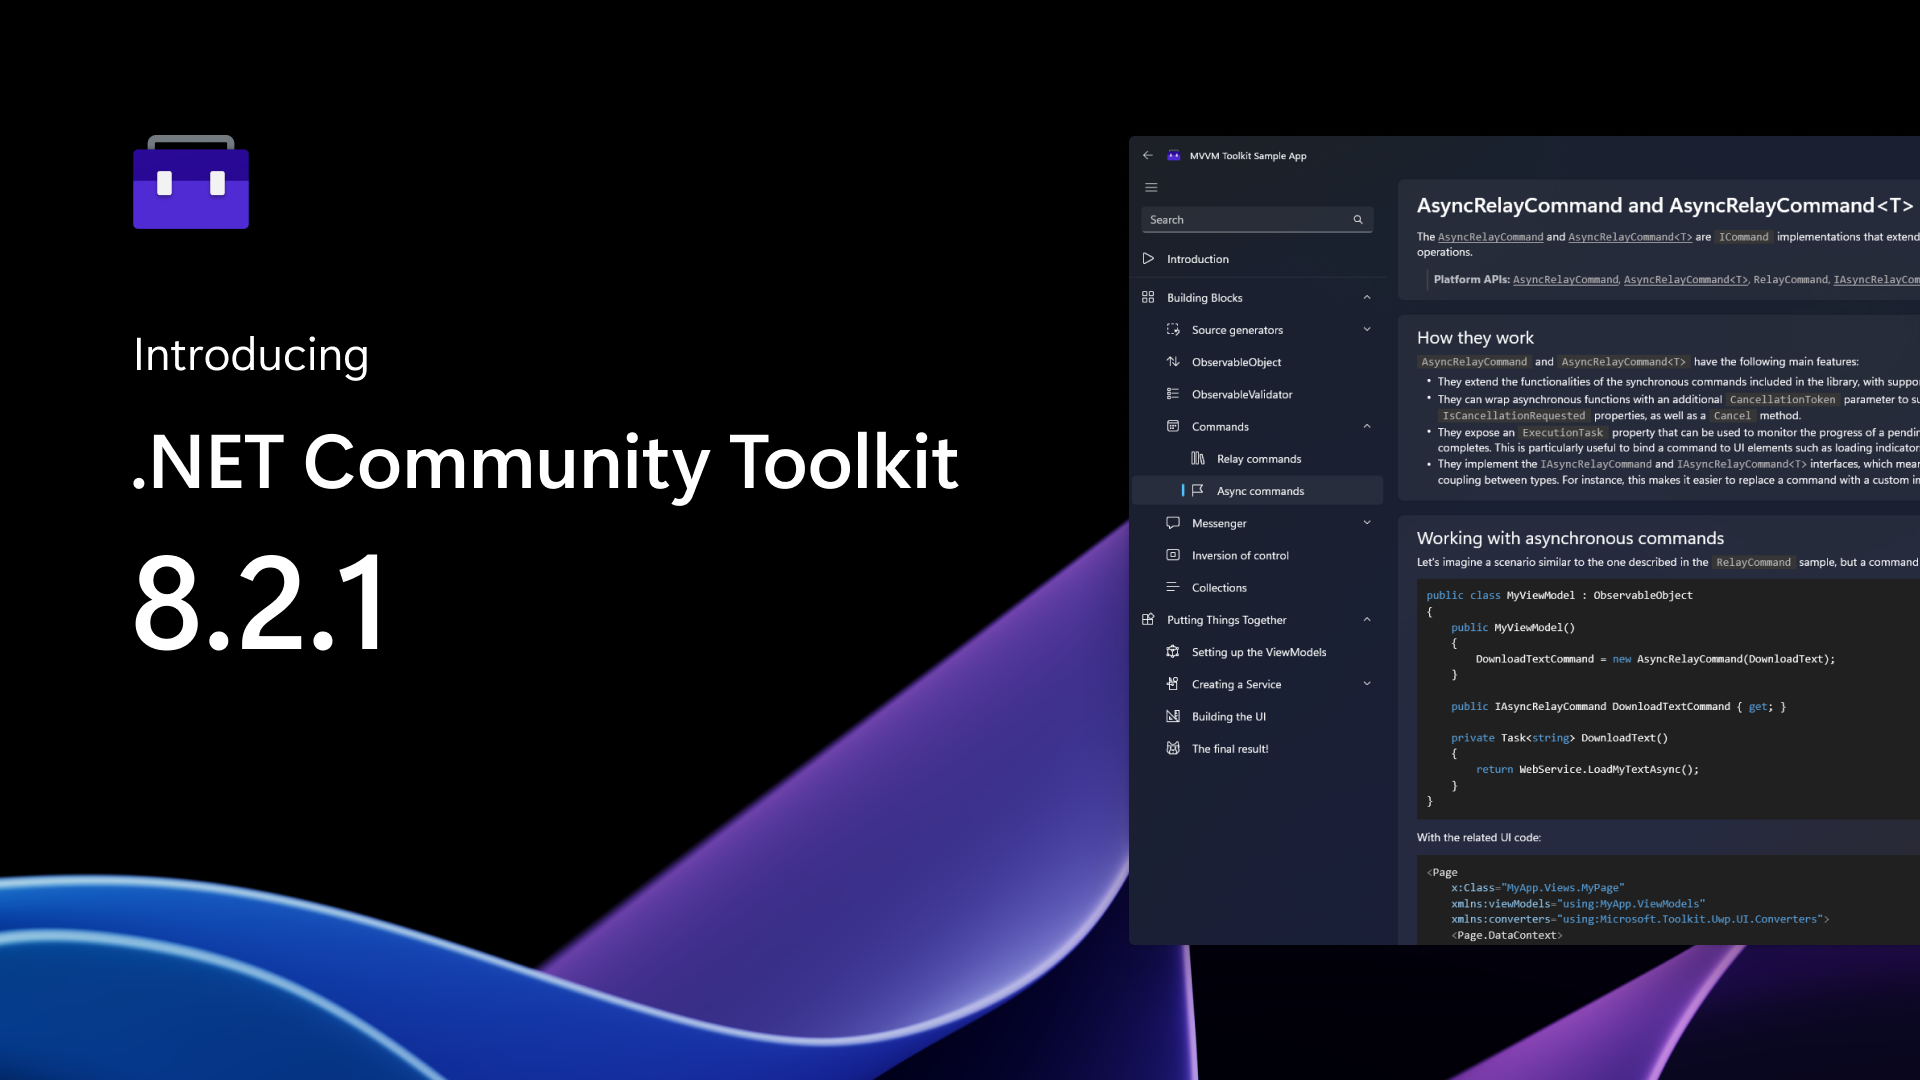 Introducing
.NET Community Toolkit
8.2.1
MVVM Toolkit Sample App
Search
Introduction
Building Blocks
Source generators
ObservableObject
ObservableValidator
Commands
Relay commands
Async commands
Messenger
Inversion of control
Collections
Putting Things Together
Setting up the ViewModels
Creating a Service
Building the UI
The final result!
AsyncRelayCommand and AsyncRelayCommand<T>
The AsyncRelayCommand and AsyncRelayCommand<T> are ICommand implementations that extend
operations.
Platform APIs: AsyncRelayCommand, AsyncRelayCommand<T>, RelayCommand, IAsyncRelayCom
How they work
AsyncRelayCommand and AsyncRelayCommand<T> have the following main features:
• They extend the functionalities of the synchronous commands included in the library, with suppor
• They can wrap asynchronous functions with an additional CancellationToken parameter to su
IsCancellationRequested properties, as well as a Cancel method.
• They expose an ExecutionTask property that can be used to monitor the progress of a pendin
completes. This is particularly useful to bind a command to UI elements such as loading indicator
• They implement the IAsyncRelayCommand and IAsyncRelayCommand<T> interfaces, which mean
coupling between types. For instance, this makes it easier to replace a command with a custom in
Working with asynchronous commands
Let's imagine a scenario similar to the one described in the RelayCommand sample, but a command
public class MyViewModel : ObservableObject
{
public MyViewModel()
{
DownloadTextCommand = new AsyncRelayCommand(DownloadText);
}
public IAsyncRelayCommand DownloadTextCommand { get; }
private Task<string> DownloadText()
{
return WebService.LoadMyTextAsync();
}
}
With the related UI code:
<Page
x:Class="MyApp.Views.MyPage"
xmlns:viewModels="using:MyApp.ViewModels"
xmlns:converters="using:Microsoft.Toolkit.Uwp.UI.Converters">
<Page.DataContext>